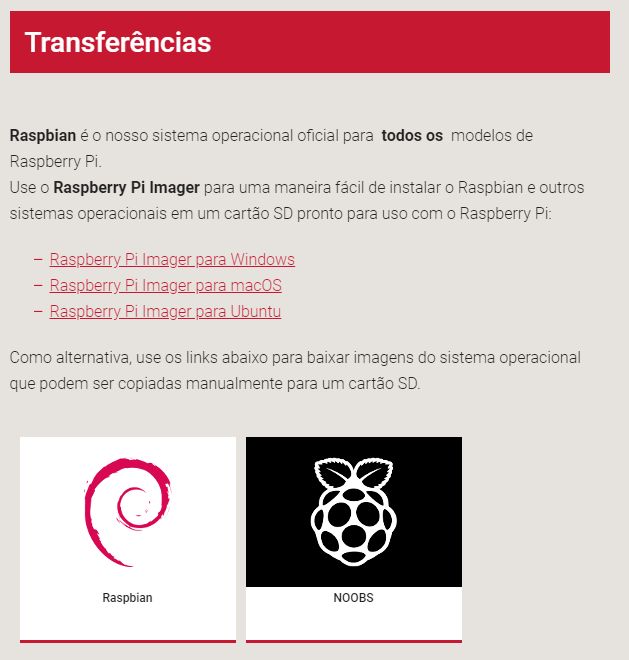 Transferências
Raspbian é o nosso sistema operacional oficial para todos os modelos de
Raspberry Pi.
Use o Raspberry Pi Imager para uma maneira fácil de instalar o Raspbian e outros
sistemas operacionais em um cartão SD pronto para uso com o Raspberry Pi:
– Raspberry Pi Imager para Windows
– Raspberry Pi Imager para macOS
– Raspberry Pi Imager para Ubuntu
Como alternativa, use os links abaixo para baixar imagens do sistema operacional
que podem ser copiadas manualmente para um cartão SD.
Raspbian
NOOBS